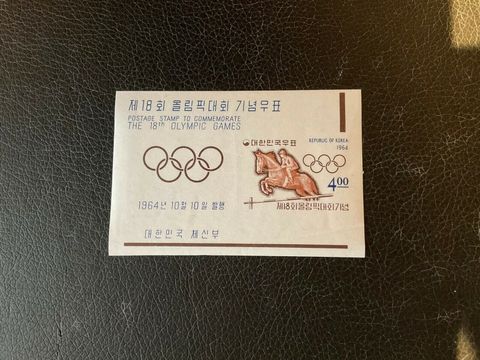 제18회 올림픽대회 기념우표
POSTAGE STAMP TO COMMEMORATE
THE 18th OLYMPIC GAMES
대한민국우표
REPUBLIC OF KOREA
1964
4.00
제18회올림픽대회기념
1964년 10월 10일 발행
대한민국 체신부